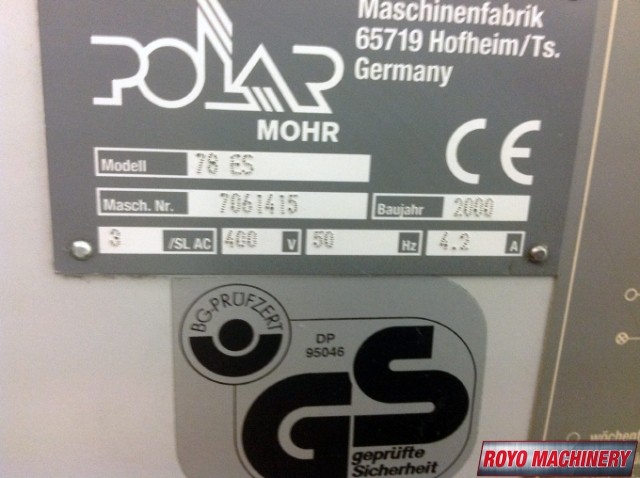 Maschinenfabrik
65719 Hofheim/Ts.
Germany
POLAR
MOHR
CE
Modell 78 ES
Masch. Nr. 7061415 Baujahr 2000
3 /SL AC 400 V 50 Hz 4.2 A
BG-PRÜFZERT
DP
95046
GS
geprüfte
Sicherheit
ROYO MACHINERY